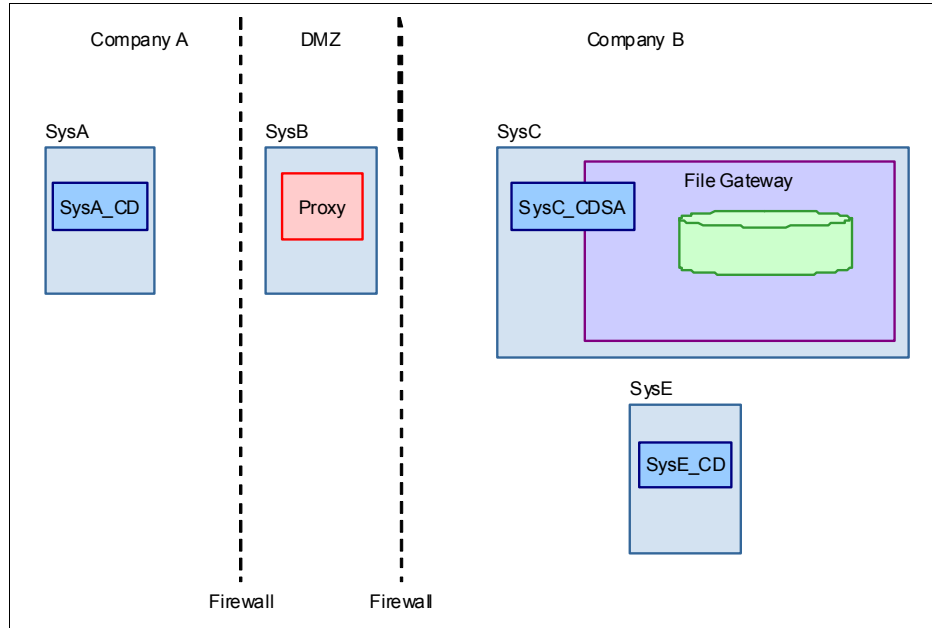 Company A
DMZ
Company B
SysA
SysB
SysC
SysA_CD
Proxy
SysC_CDSA
File Gateway
SysE
SysE_CD
Firewall
Firewall